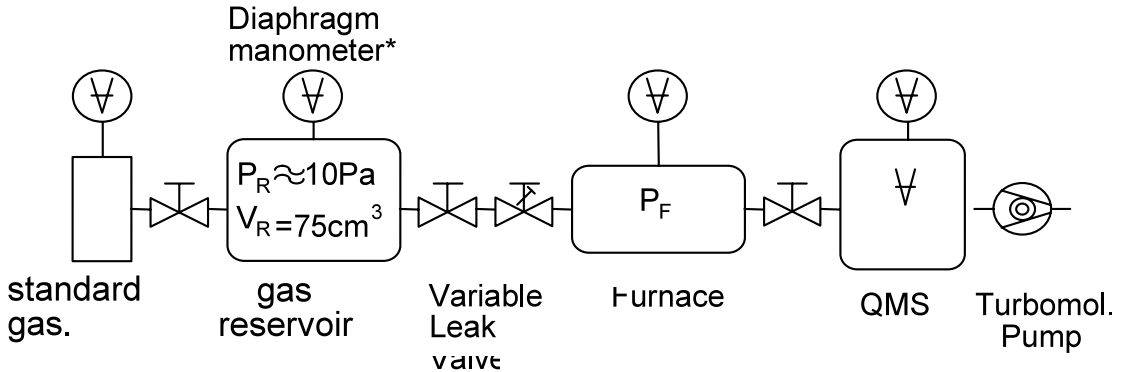 Diaphragm
manometer*
P_R≈10Pa
V_R=75cm³
P_F
standard
gas.
gas
reservoir
Variable
Leak
Valve
Furnace
QMS
Turbomol.
Pump